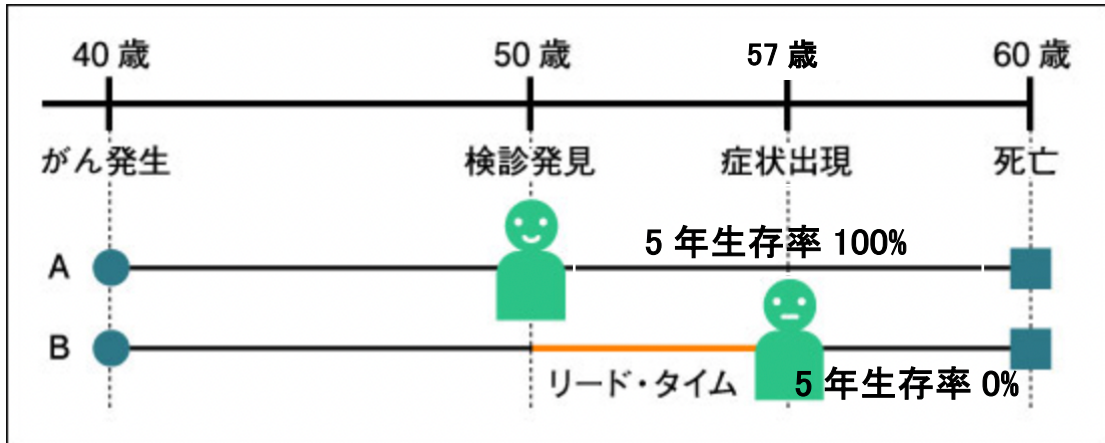 40 歳 50 歳 57 歳 60 歳
がん発生 検診発見 症状出現 死亡
5 年生存率 100%
A
B
リード・タイム 5 年生存率 0%